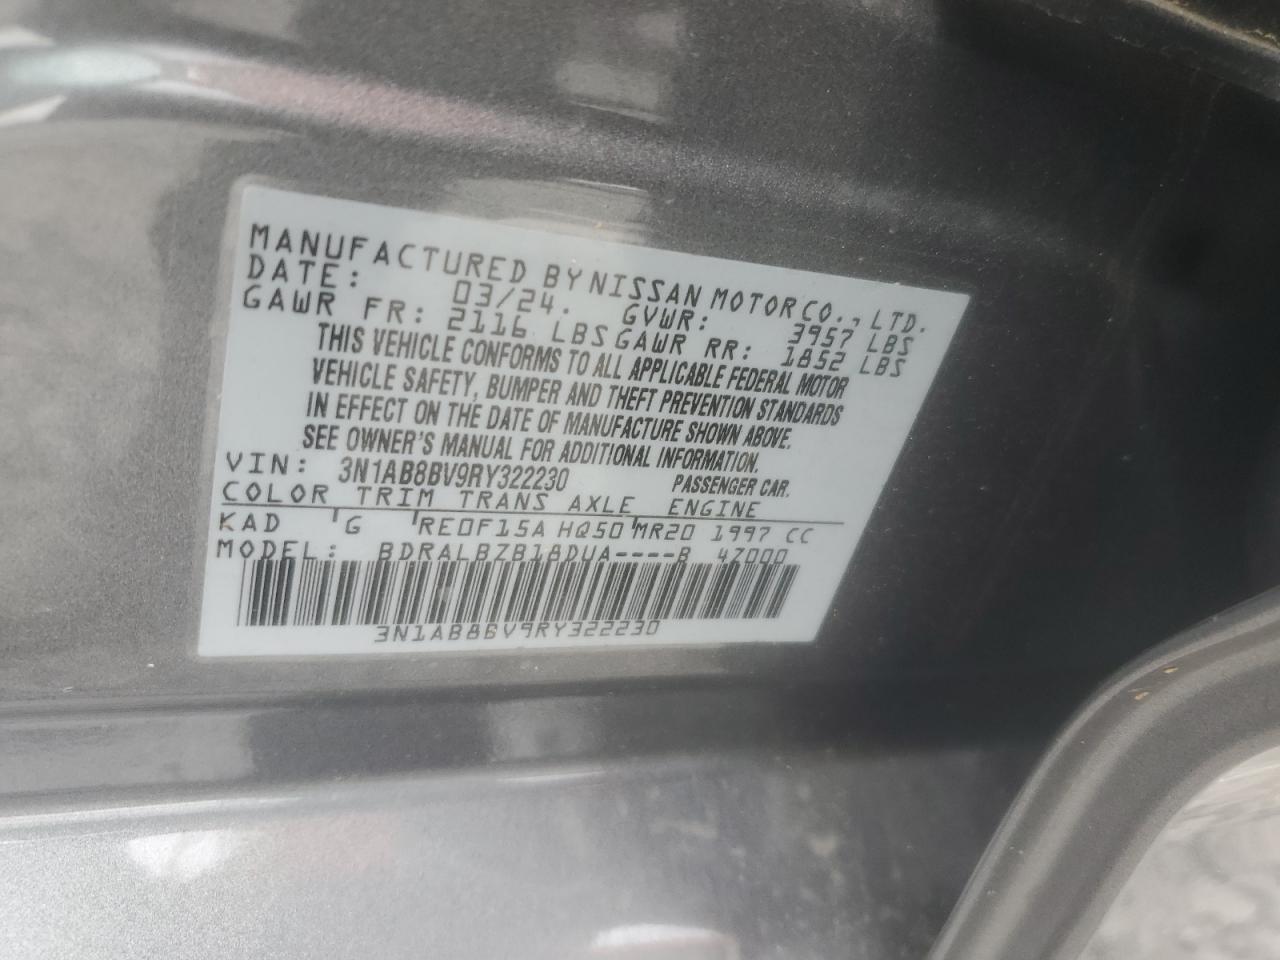 MANUFACTURED BY NISSAN MOTOR CO., LTD.
DATE: 03/24. GVWR: 3957 LBS
GAWR FR: 2116 LBS GAWR RR: 1852 LBS
THIS VEHICLE CONFORMS TO ALL APPLICABLE FEDERAL MOTOR
VEHICLE SAFETY, BUMPER AND THEFT PREVENTION STANDARDS
IN EFFECT ON THE DATE OF MANUFACTURE SHOWN ABOVE.
SEE OWNER'S MANUAL FOR ADDITIONAL INFORMATION.
VIN: 3N1AB8BV9RY322230 PASSENGER CAR.
COLOR TRIM TRANS AXLE ENGINE
KAD G RE0F15A HQ50 MR20 1997 CC
MODEL: BDRALBZB18DUA----B 4Z000
3N1AB8BV9RY322230